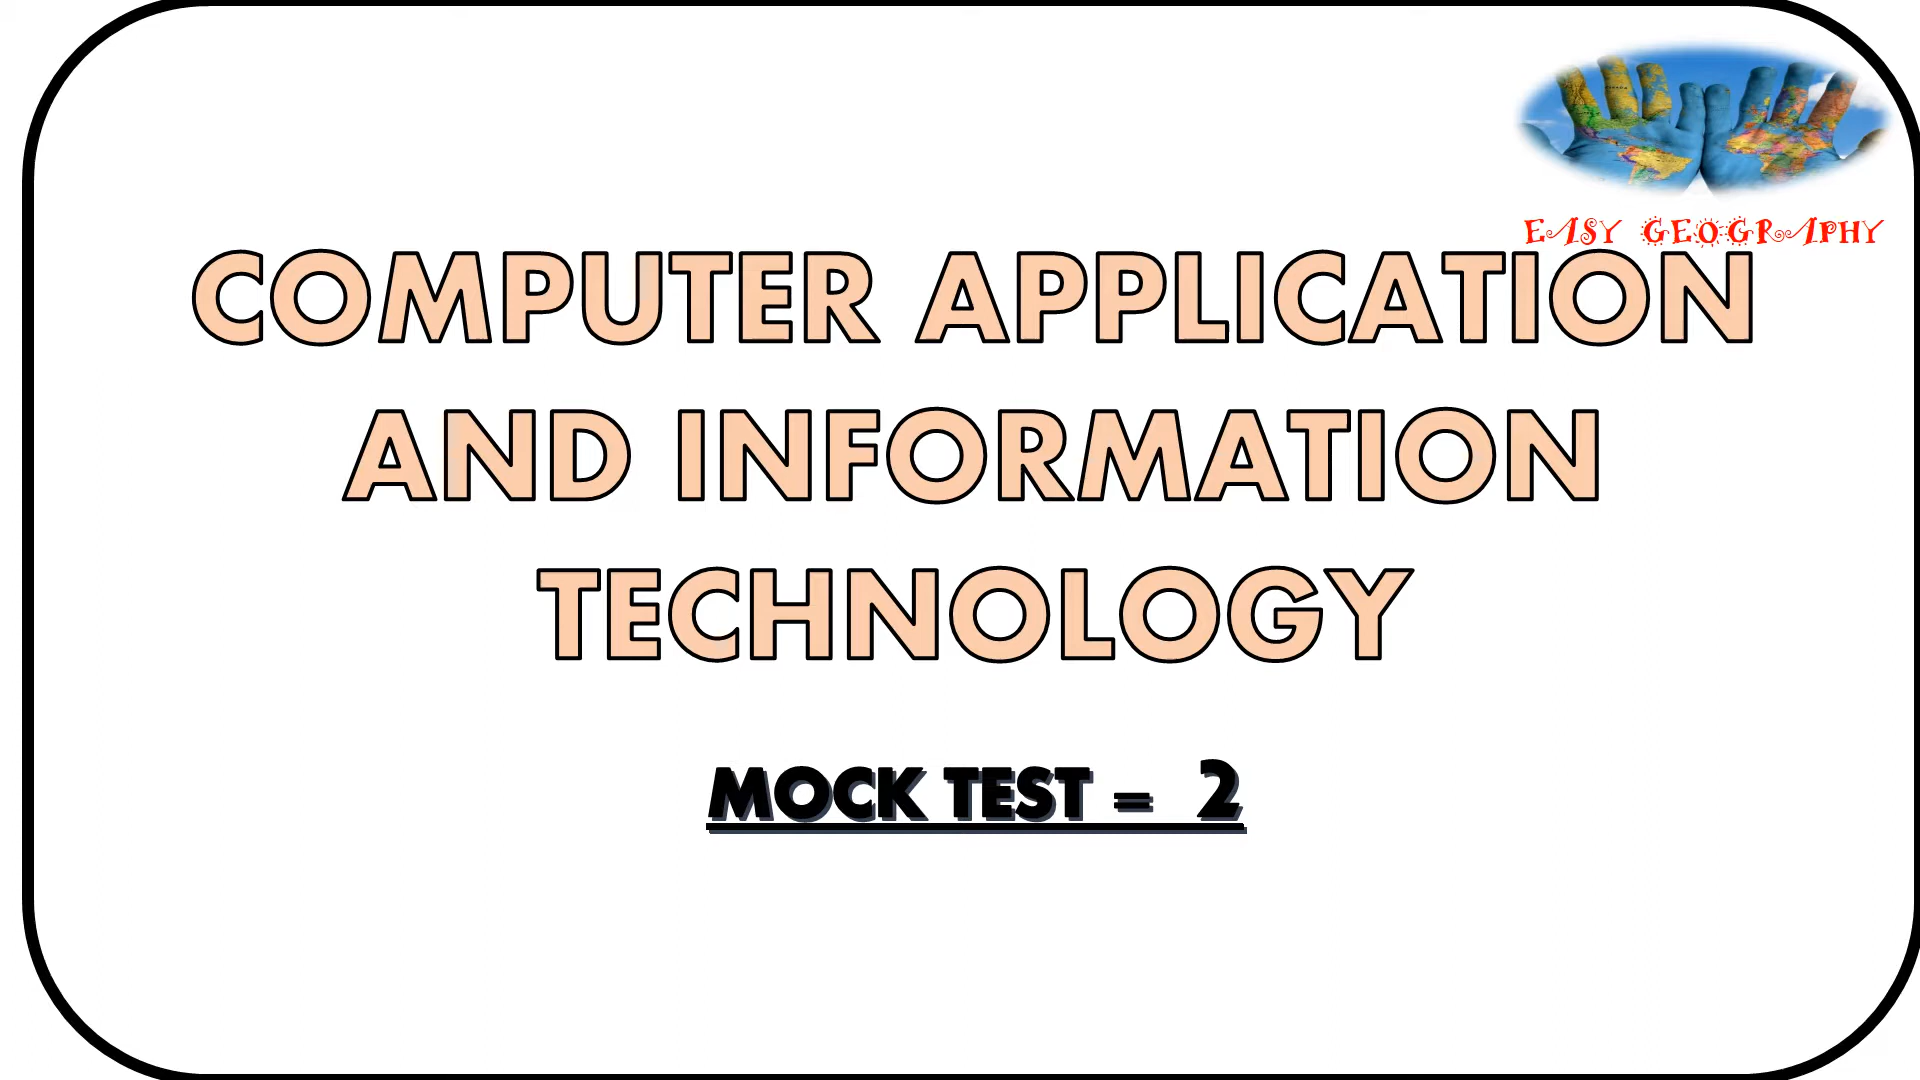 EASY GEOGRAPHY
COMPUTER APPLICATION
AND INFORMATION
TECHNOLOGY
MOCK TEST = 2